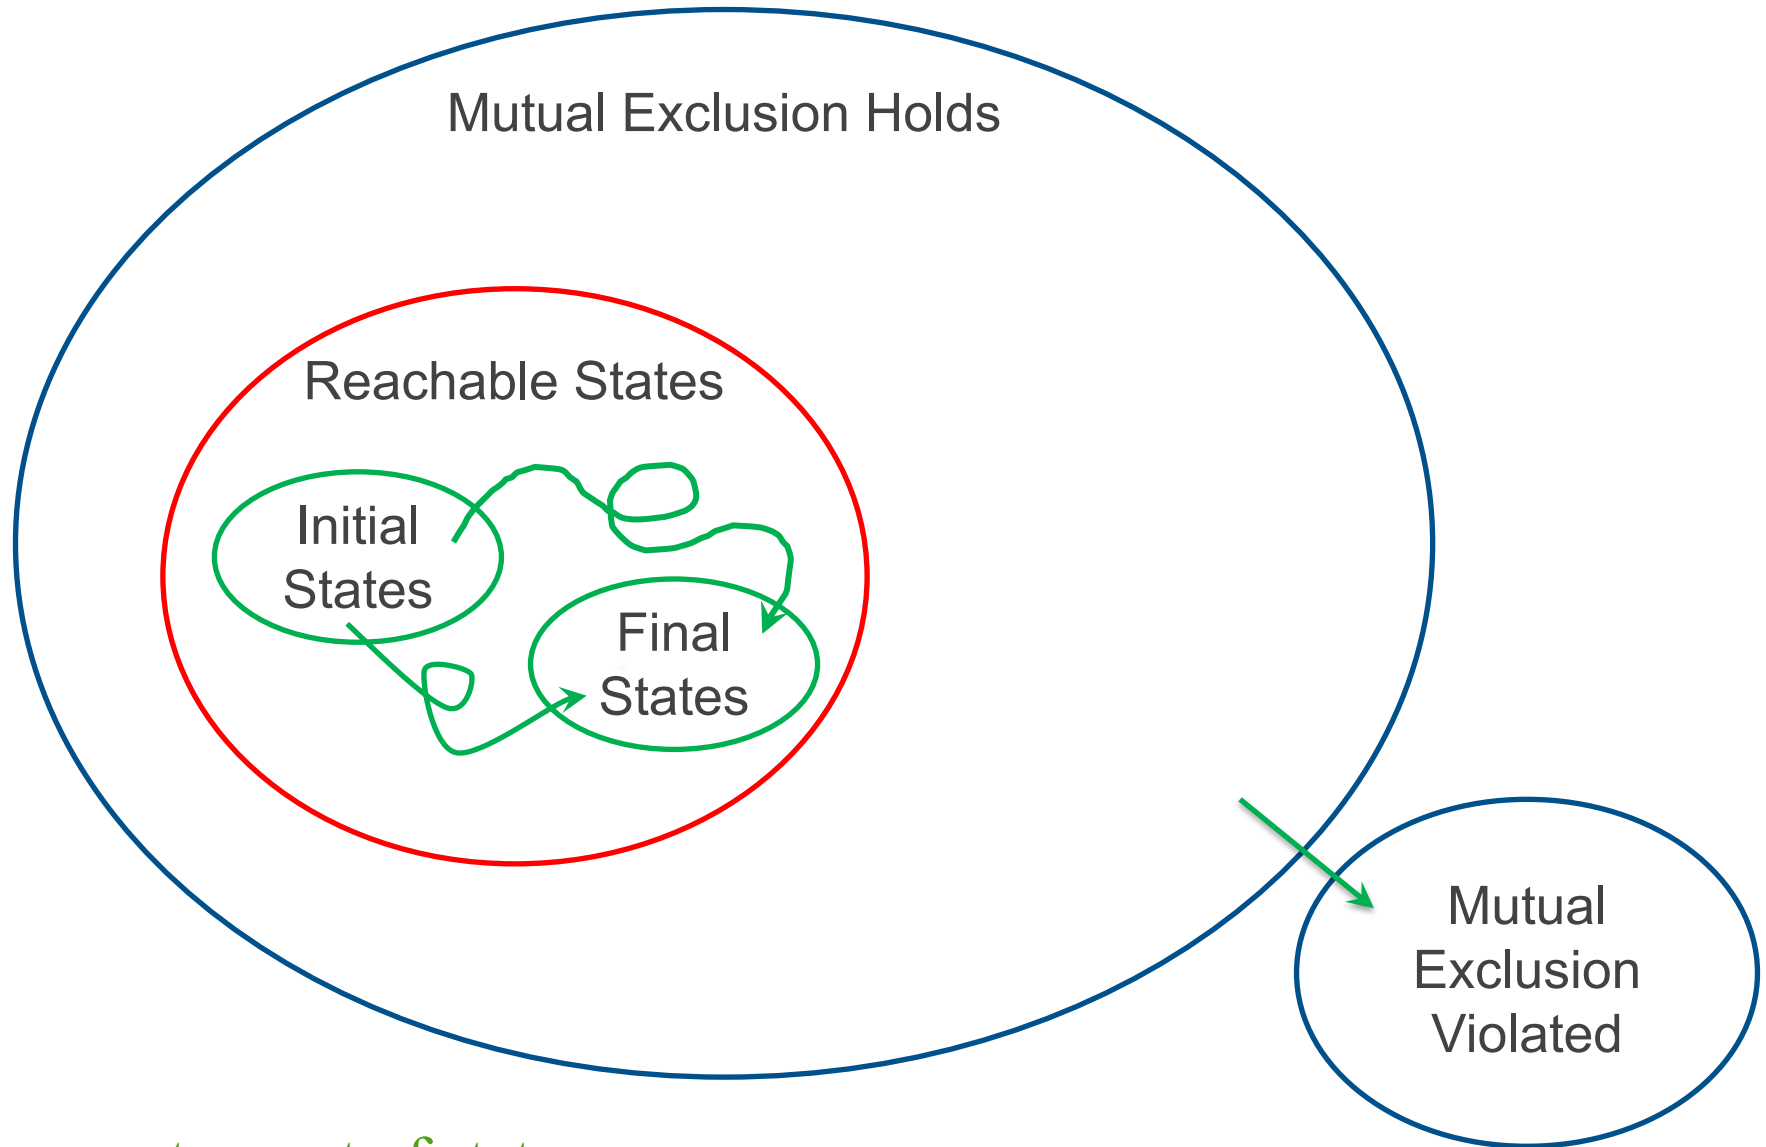 Mutual Exclusion Holds
Reachable States
Initial
States
Final
States
Mutual
Exclusion
Violated